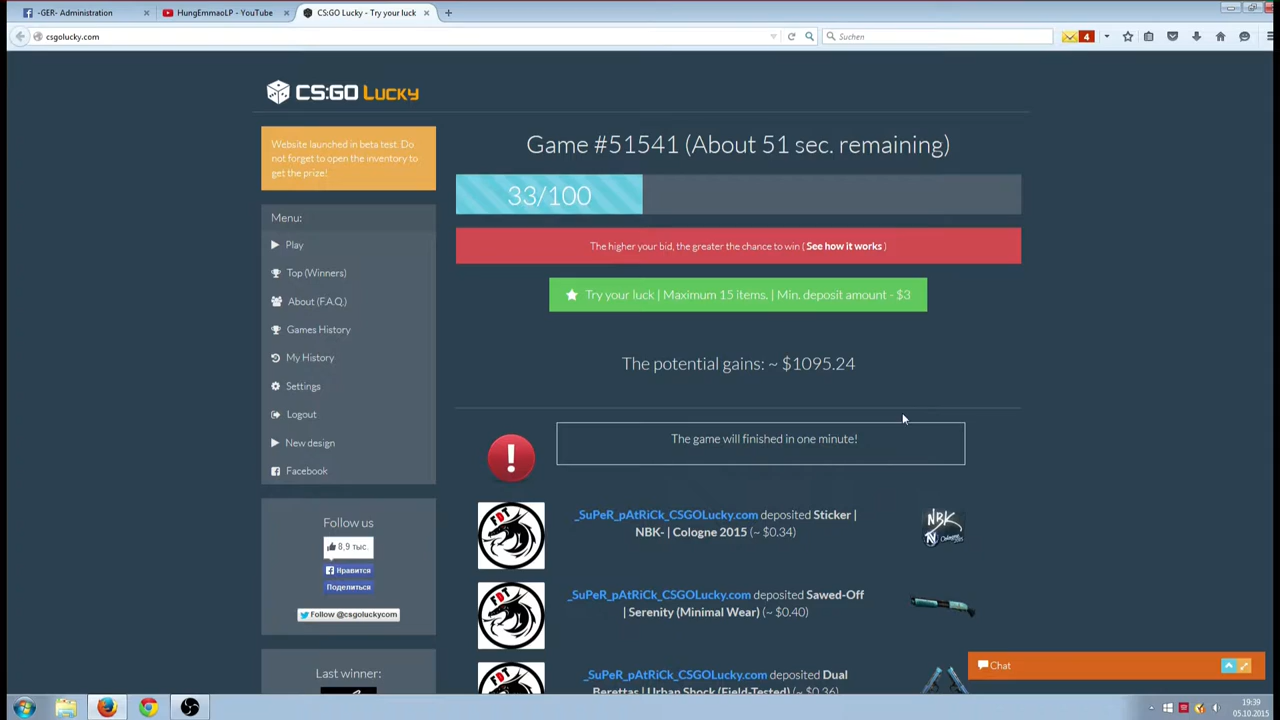 -GER- Administration
HungEmmaoLP - YouTube
CS:GO Lucky - Try your luck
csgolucky.com
Suchen
4
CS:GO Lucky
Website launched in beta test. Do
not forget to open the inventory to
get the prize!
Menu:
Play
Top (Winners)
About (F.A.Q.)
Games History
My History
Settings
Logout
New design
Facebook
Follow us
8,9 тыс.
Нравится
Поделиться
Follow @csgoluckycom
Last winner:
Game #51541 (About 51 sec. remaining)
33/100
The higher your bid, the greater the chance to win ( See how it works )
Try your luck | Maximum 15 items. | Min. deposit amount - $3
The potential gains: ~ $1095.24
The game will finished in one minute!
_SuPeR_pAtRiCk_CSGOLucky.com deposited Sticker |
NBK- | Cologne 2015 (~ $0.34)
NBK
Cologne 2015
_SuPeR_pAtRiCk_CSGOLucky.com deposited Sawed-Off
| Serenity (Minimal Wear) (~ $0.40)
_SuPeR_pAtRiCk_CSGOLucky.com deposited Dual
Berettas | Urban Shock (Field-Tested) (~ $0.36)
FDT
FDT
FDT
Chat
19:39
05.10.2015